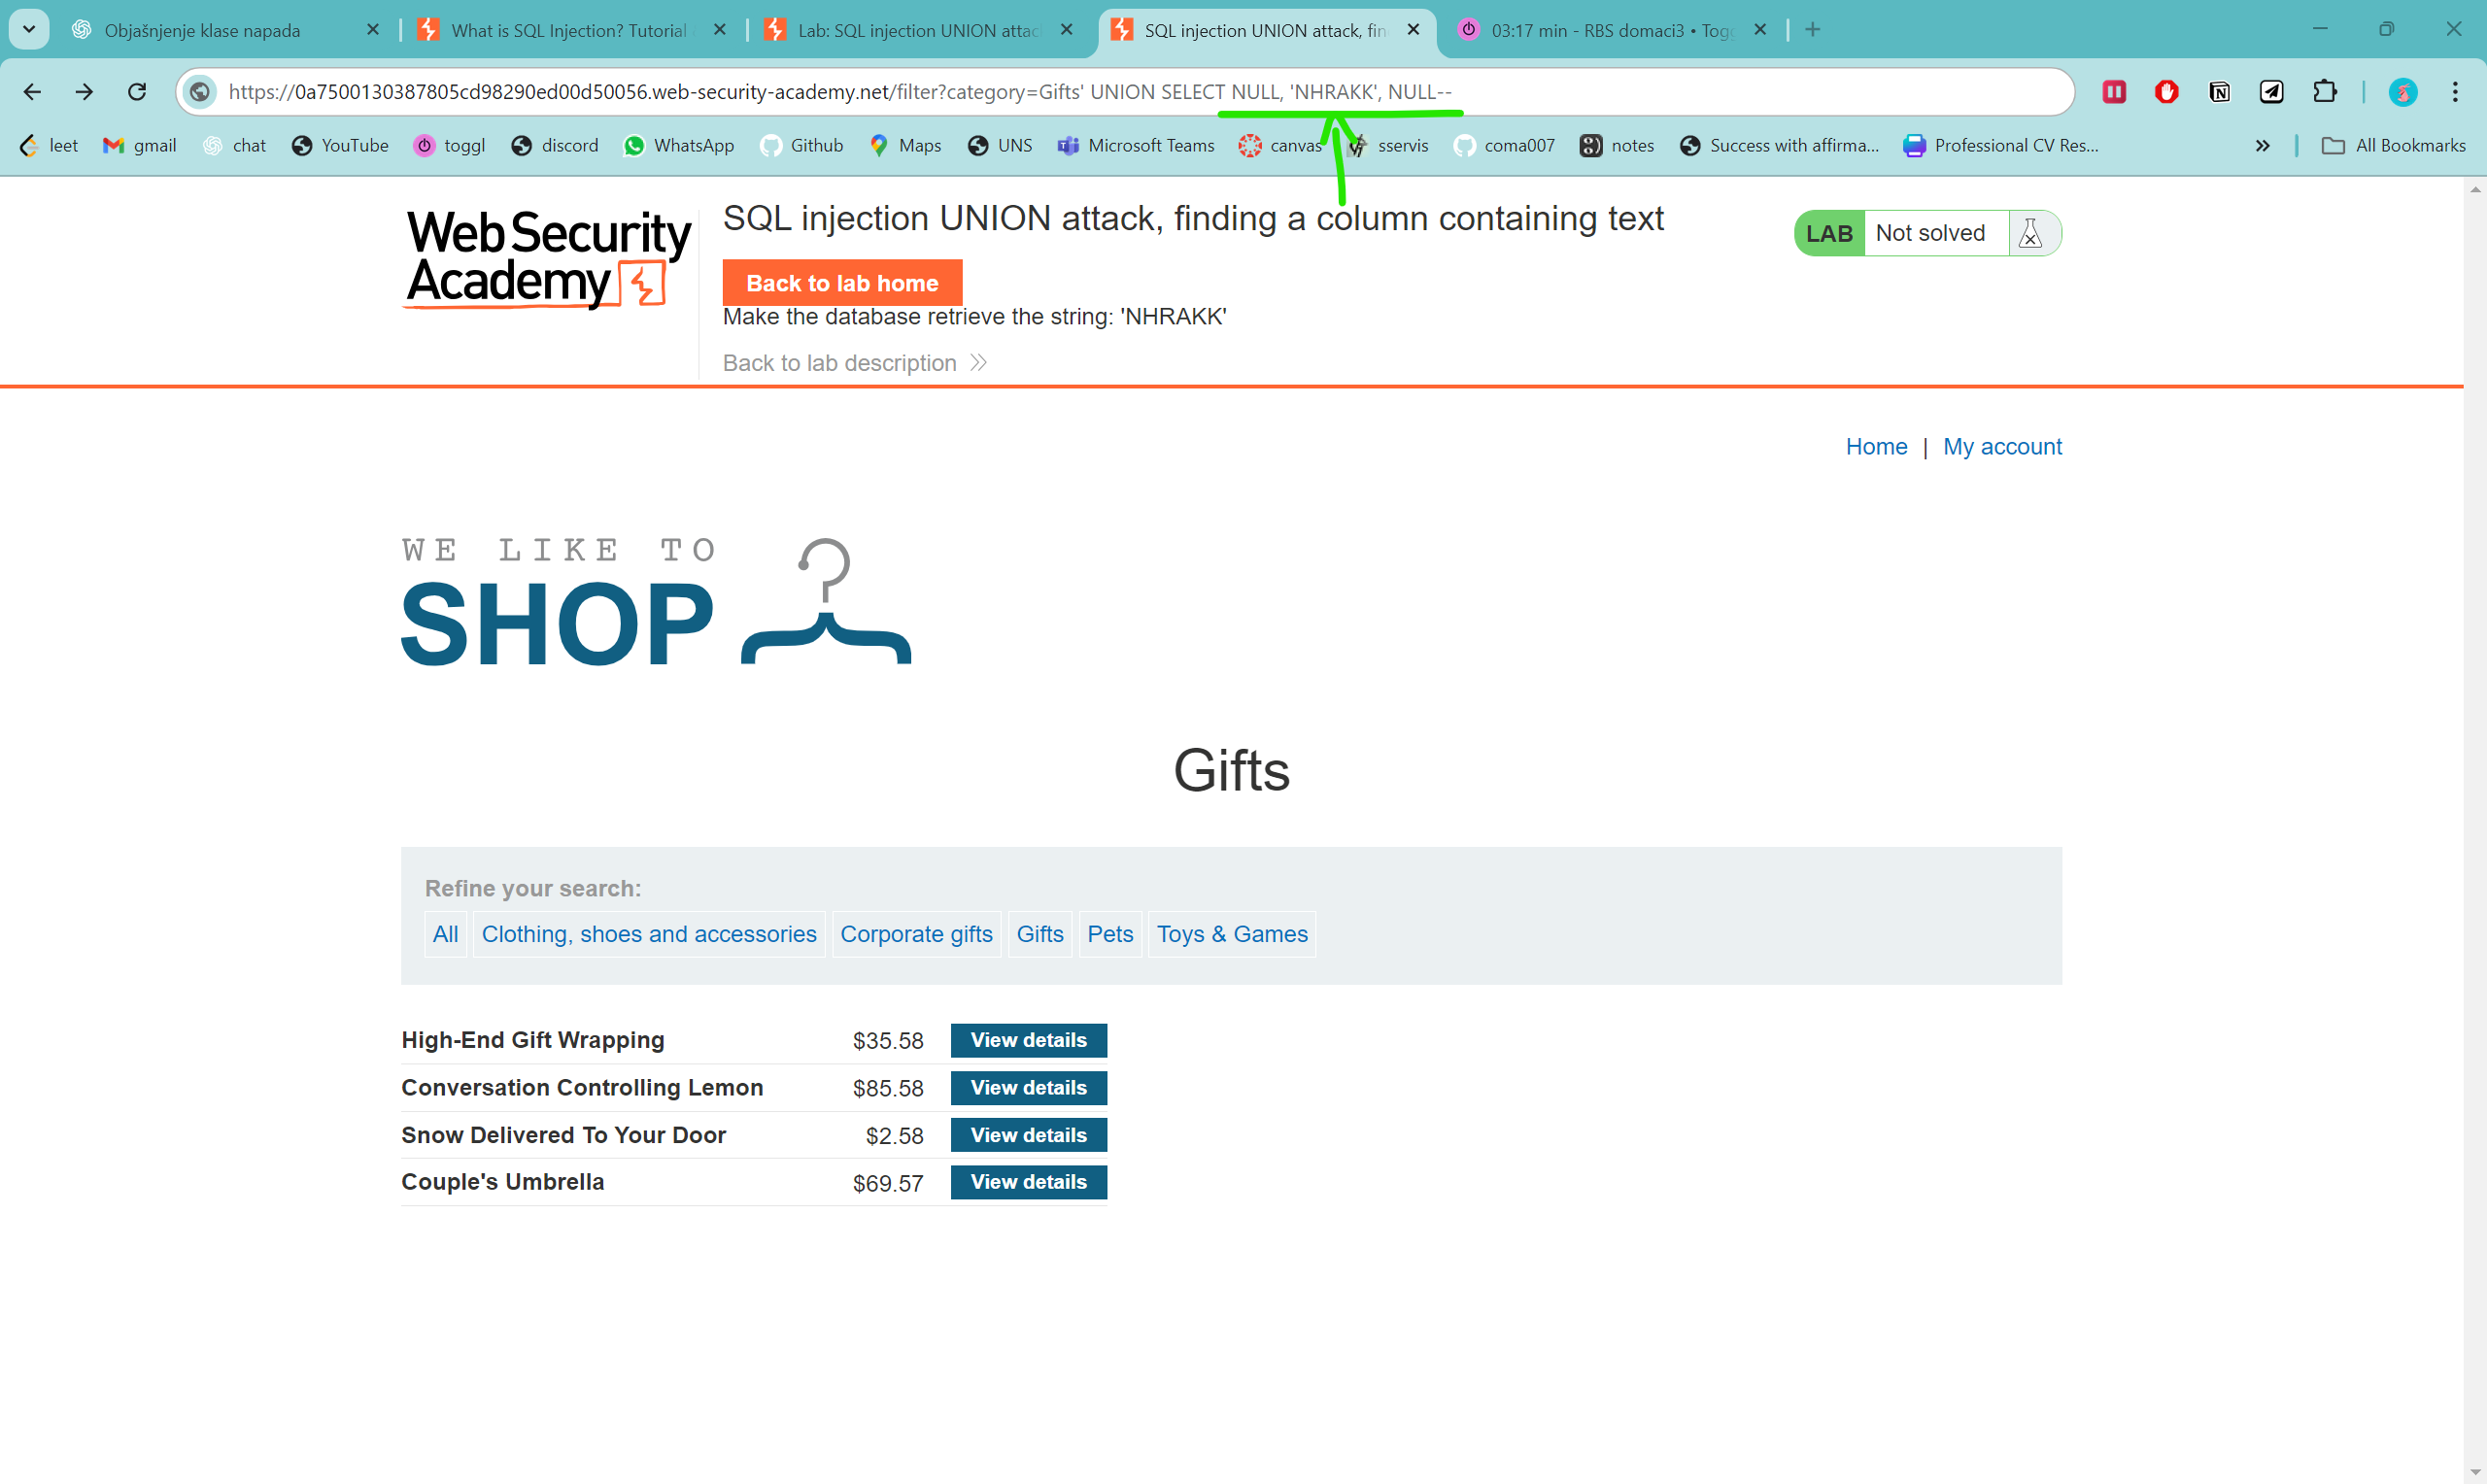 Objašnjenje klase napada
What is SQL Injection? Tutorial
Lab: SQL injection UNION attac
SQL injection UNION attack, fin
03:17 min - RBS domaci3 • Togg
https://0a7500130387805cd98290ed00d50056.web-security-academy.net/filter?category=Gifts' UNION SELECT NULL, 'NHRAKK', NULL--
leet gmail chat YouTube toggl discord WhatsApp Github Maps UNS Microsoft Teams canvas sservis coma007 notes Success with affirma... Professional CV Res... All Bookmarks
WebSecurity
Academy
SQL injection UNION attack, finding a column containing text
LAB Not solved
Back to lab home
Make the database retrieve the string: 'NHRAKK'
Back to lab description
Home | My account
WE LIKE TO
SHOP
Gifts
Refine your search:
All Clothing, shoes and accessories Corporate gifts Gifts Pets Toys & Games
High-End Gift Wrapping $35.58 View details
Conversation Controlling Lemon $85.58 View details
Snow Delivered To Your Door $2.58 View details
Couple's Umbrella $69.57 View details